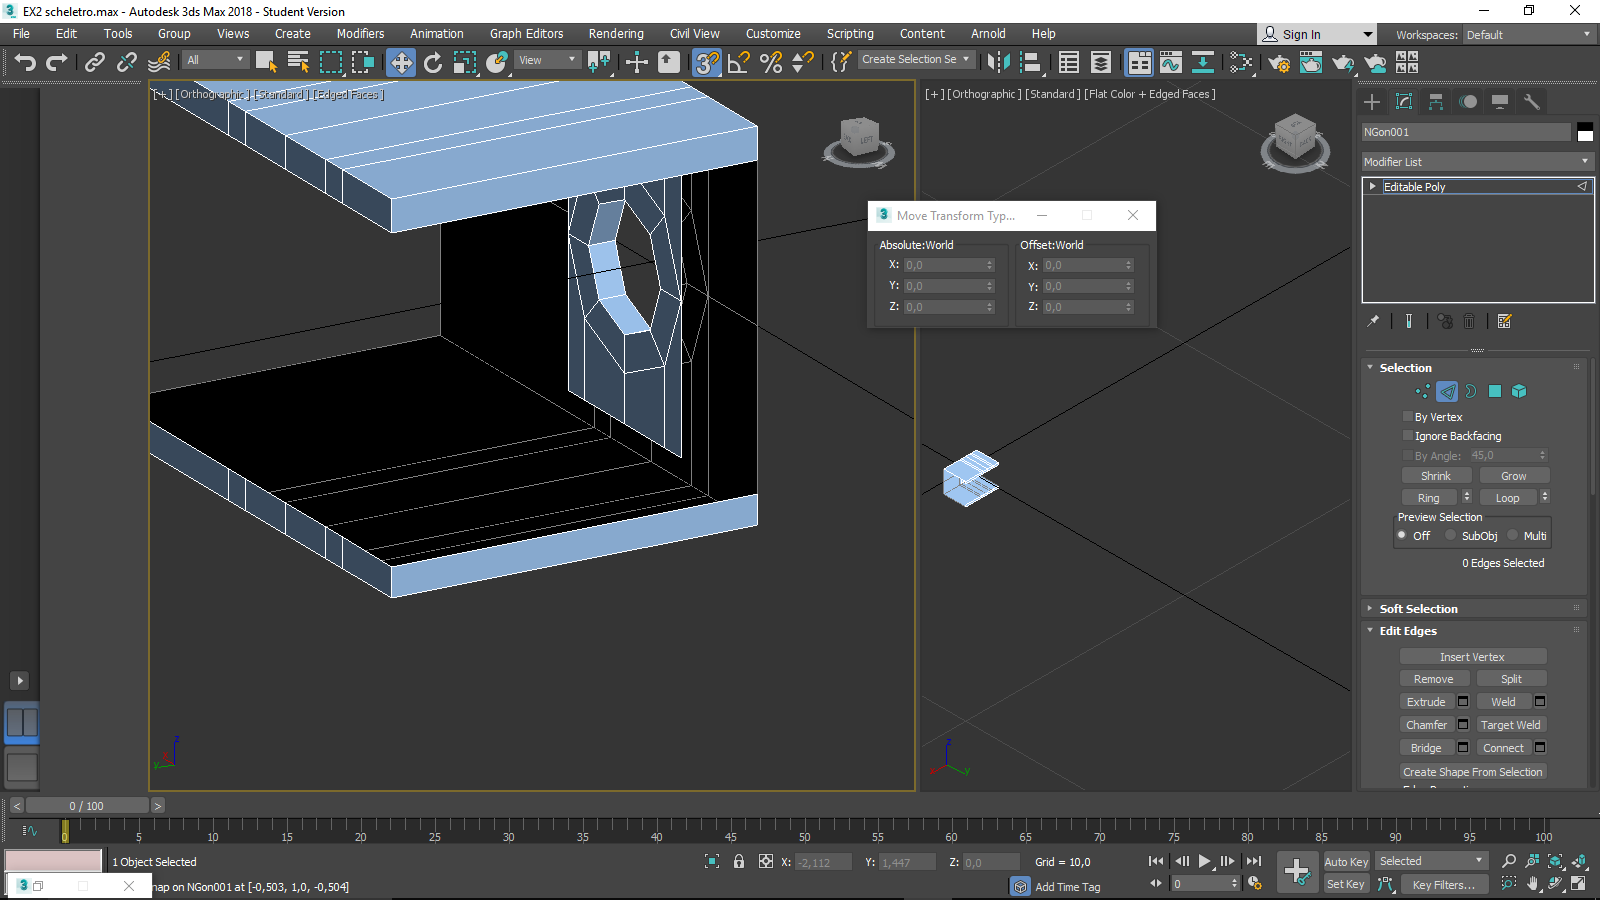 EX2 scheletro.max - Autodesk 3ds Max 2018 - Student Version
File Edit Tools Group Views Create Modifiers Animation Graph Editors Rendering Civil View Customize Scripting Content Arnold Help
Sign In
Workspaces: Default
All
View
Create Selection Se
[+] [Orthographic] [Standard] [Edged Faces]
[+] [Orthographic] [Standard] [Flat Color + Edged Faces]
LEFT
Move Transform Typ...
Absolute:World
X: 0,0
Y: 0,0
Z: 0,0
Offset:World
X: 0,0
Y: 0,0
Z: 0,0
NGon001
Modifier List
Editable Poly
Selection
By Vertex
Ignore Backfacing
By Angle: 45,0
Shrink Grow
Ring Loop
Preview Selection
Off SubObj Multi
0 Edges Selected
Soft Selection
Edit Edges
Insert Vertex
Remove Split
Extrude Weld
Chamfer Target Weld
Bridge Connect
Create Shape From Selection
z
y
z
y
0 / 100
0 5 10 15 20 25 30 35 40 45 50 55 60 65 70 75 80 85 90 95 100
1 Object Selected
X: -2,112 Y: 1,447 Z: 0,0 Grid = 10,0
Auto Key Selected
nap on NGon001 at [-0,503, 1,0, -0,504]
Add Time Tag
0
Set Key Key Filters...